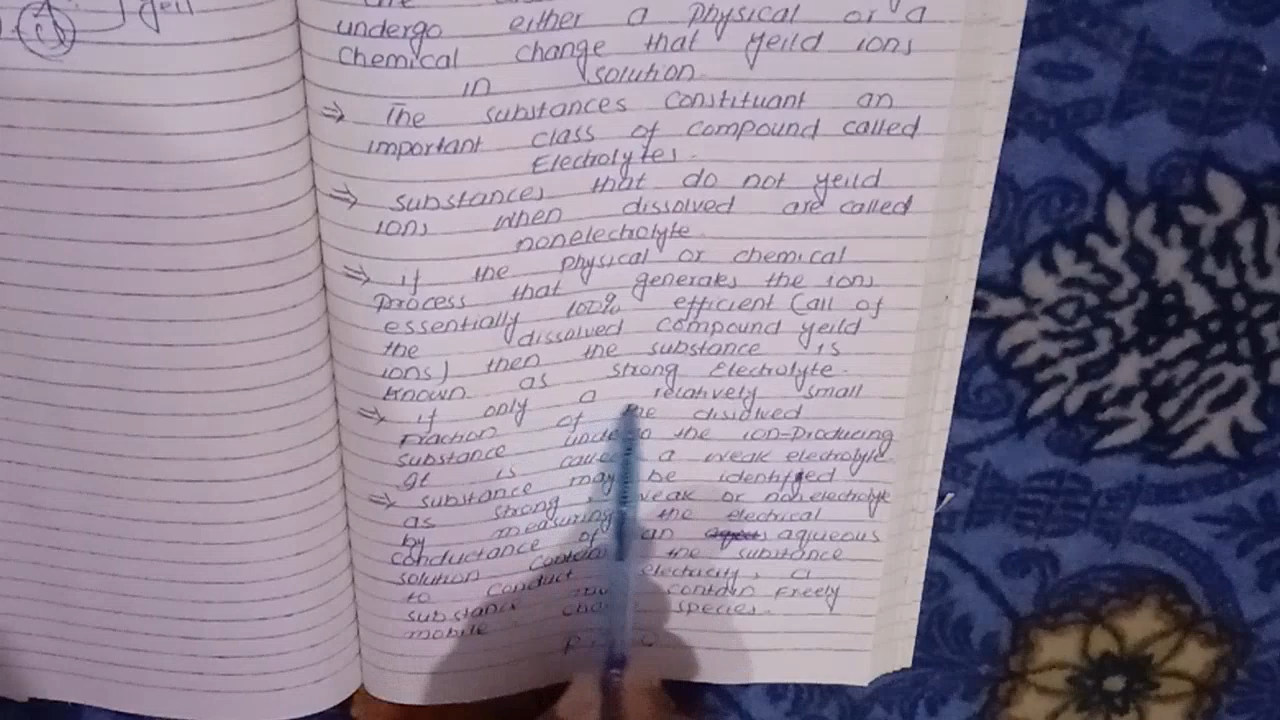 undergo either a physical or a
chemical change that yeild ions
in solution
⇒ The substances constituant an
important class of compound called
Electrolytes.
⇒ substances that do not yeild
ions when dissolved are called
nonelectrolyte
⇒ if the physical or chemical
Process that generates the ions
essentially 100% efficient (all of
the dissolved compound yeild
ions) then the substance is
known as strong electrolyte.
⇒ if only a relatively small
fraction of the dissolved
substance the ion-Producing
is a weak electrolyte
⇒ substance may be identified
as strong, weak or nonelectrolyte
by measuring the electrical
conductance of an aqueous
solution the substance
to conduct electricity, a
substance contain freely
mobile species.